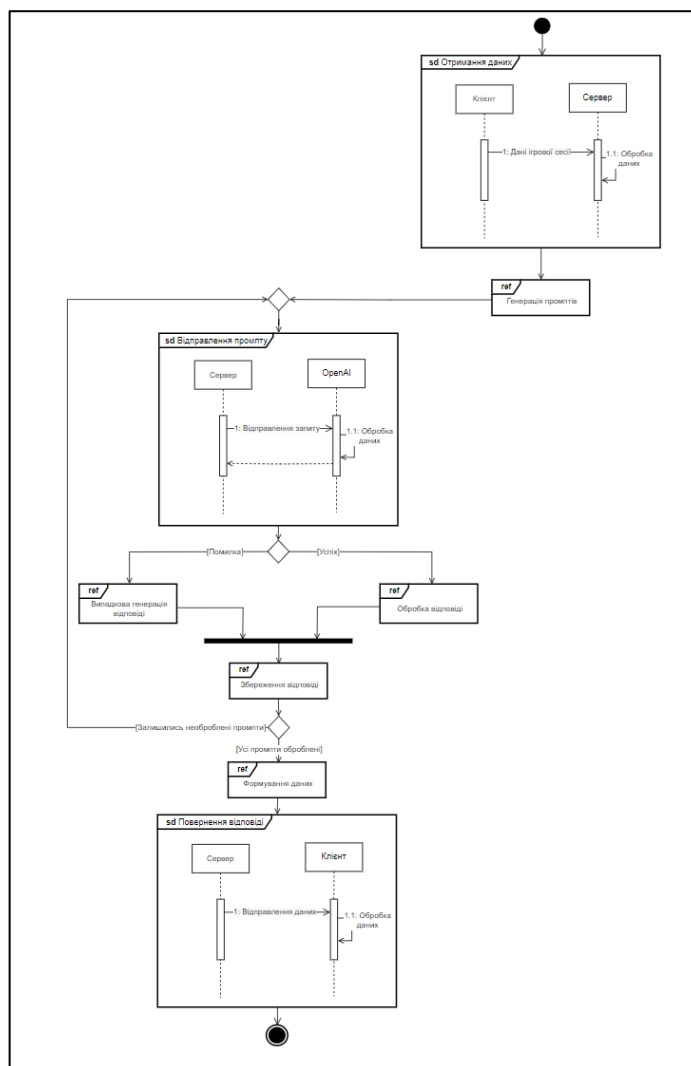 sd Отримання даних
Клієнт
Сервер
1: Дані ігрової сесії
1.1: Обробка
даних
ref
Генерація промптів
sd Відправлення промпту
Сервер
OpenAI
1: Відправлення запиту
1.1: Обробка
даних
[Помилка]
[Успіх]
ref
Випадкова генерація
відповіді
ref
Обробка відповіді
ref
Збереження відповіді
[Залишились необроблені промпти]
[Усі промпти оброблені]
ref
Формування даних
sd Повернення відповіді
Сервер
Клієнт
1: Відправлення даних
1.1: Обробка
даних